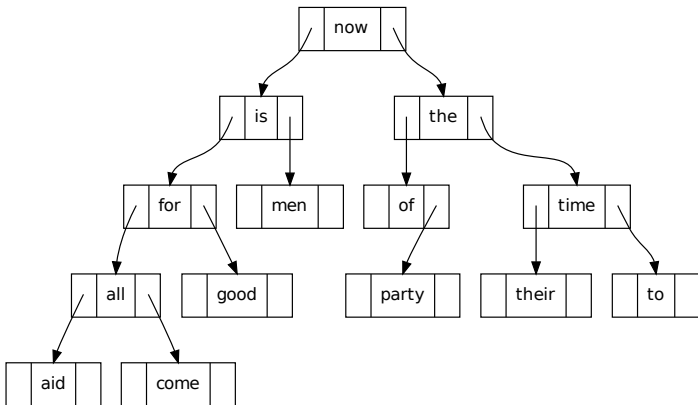 now
is the
for men of time
all good party their to
aid come